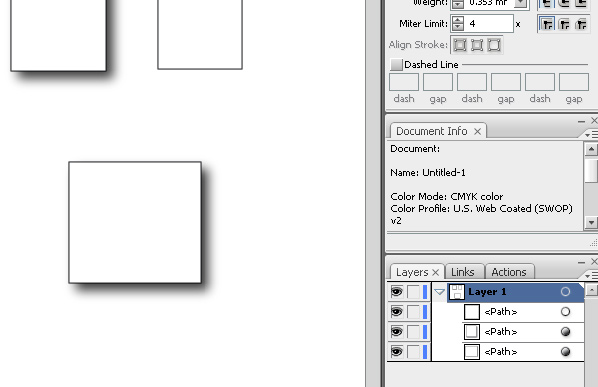 Weight: 0.353 mr
Miter Limit: 4 x
Align Stroke:
Dashed Line
dash gap dash gap dash gap
Document Info
Document:
Name: Untitled-1
Color Mode: CMYK color
Color Profile: U.S. Web Coated (SWOP)
v2
Layers Links Actions
Layer 1
<Path>
<Path>
<Path>